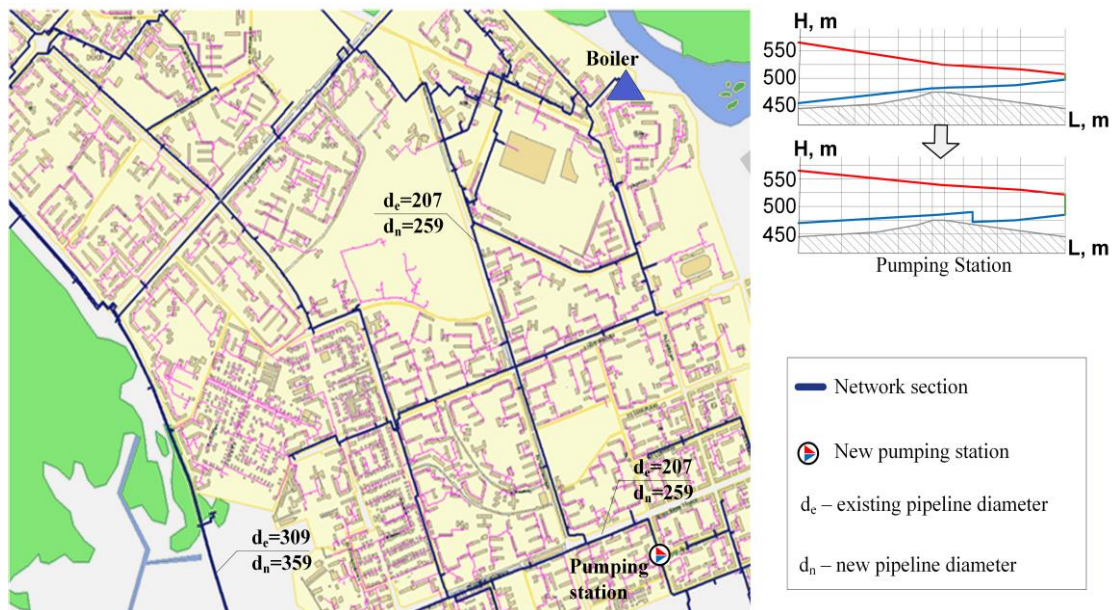 Boiler
dₑ=207
dₙ=259
dₑ=207
dₙ=259
dₑ=309
dₙ=359
Pumping
station
H, m
550
500
450
L, m
H, m
550
500
450
L, m
Pumping Station
Network section
New pumping station
dₑ – existing pipeline diameter
dₙ – new pipeline diameter